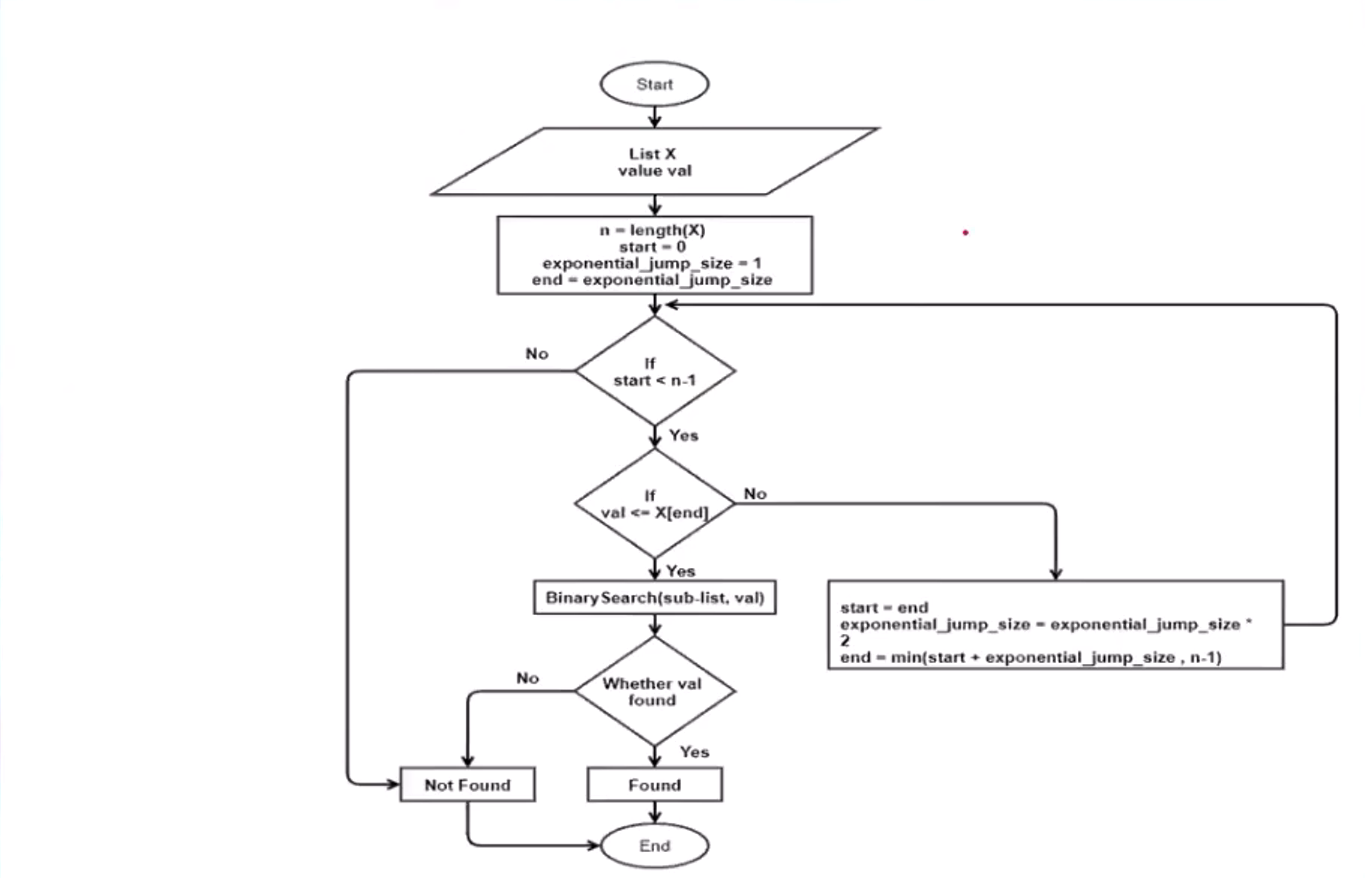 Start
List X
value val
n = length(X)
start = 0
exponential_jump_size = 1
end = exponential_jump_size
No
If
start < n-1
Yes
If
val <= X[end]
No
Yes
BinarySearch(sub-list, val)
start = end
exponential_jump_size = exponential_jump_size *
2
end = min(start + exponential_jump_size , n-1)
No
Whether val
found
Yes
Not Found
Found
End